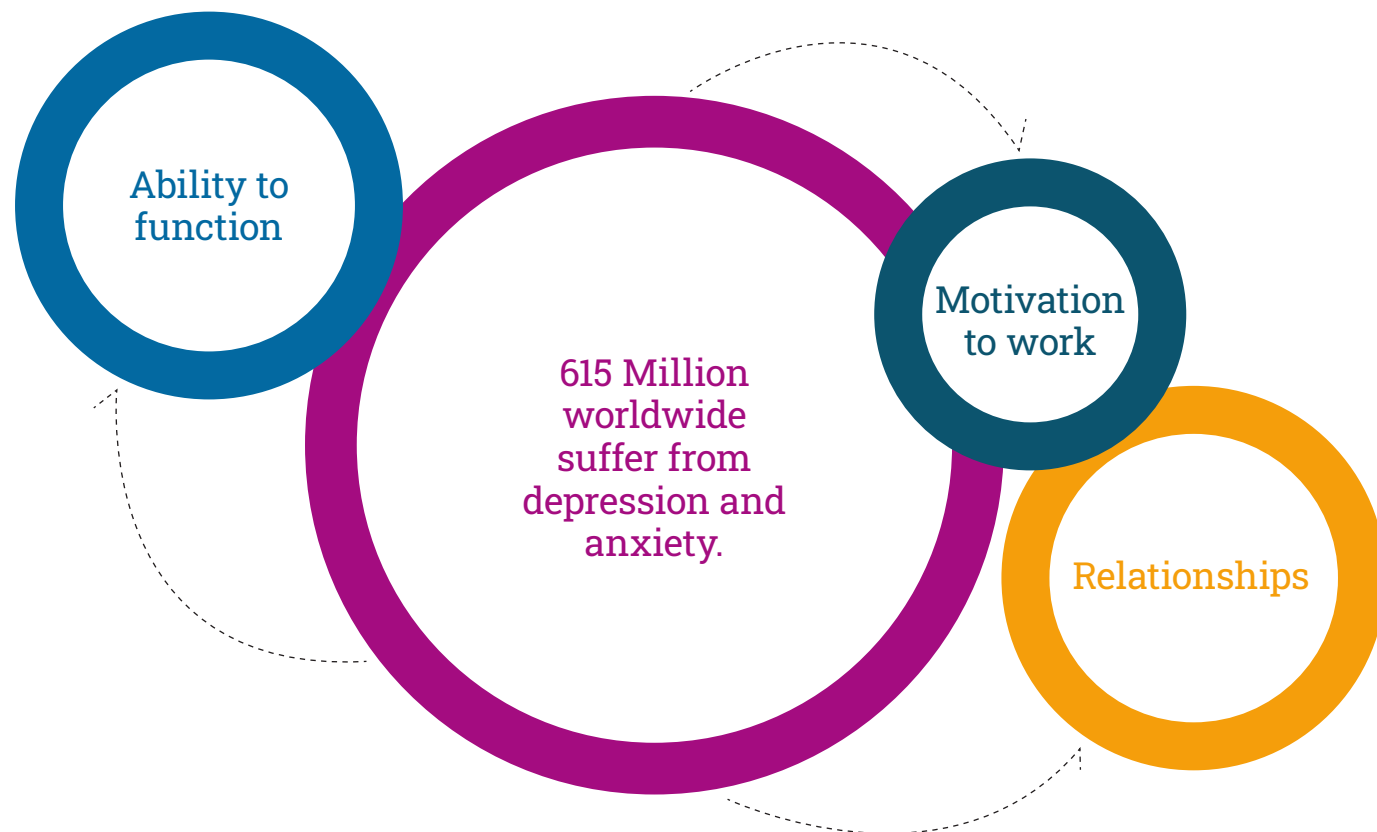 Ability to
function
Motivation
to work
615 Million
worldwide
suffer from
depression and
anxiety.
Relationships